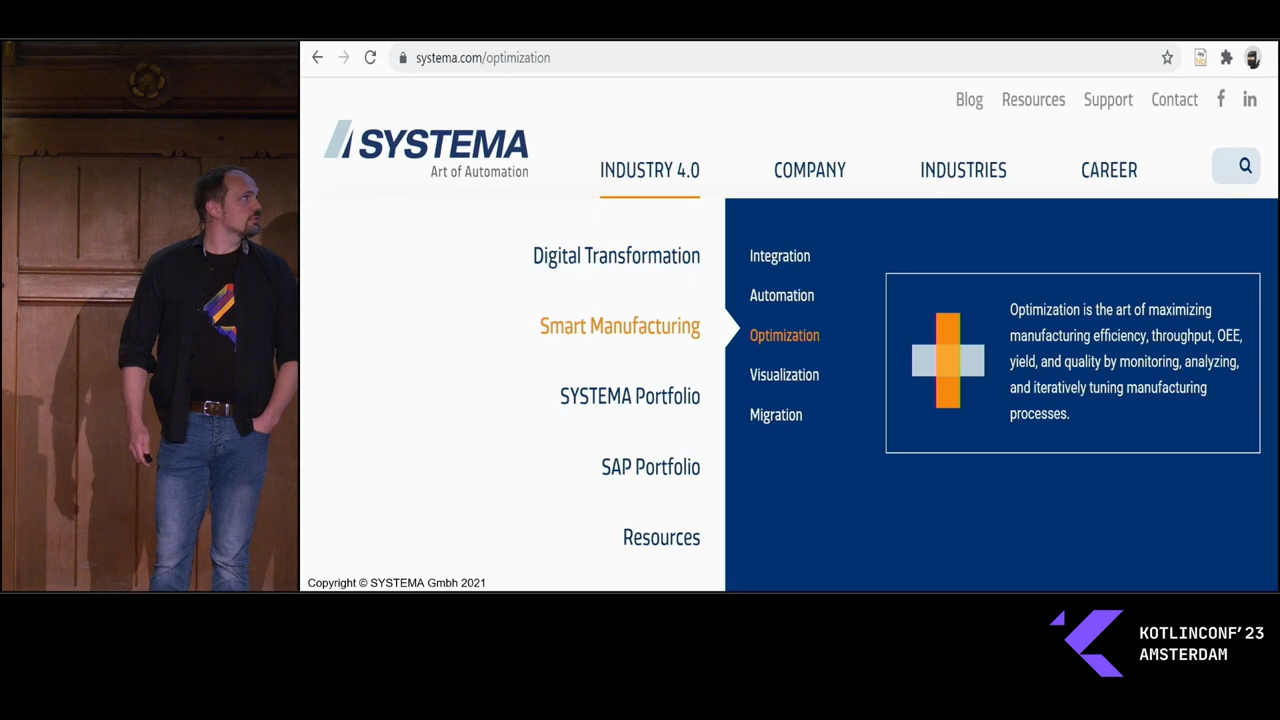 systema.com/optimization
Blog Resources Support Contact f in
SYSTEMA
Art of Automation
INDUSTRY 4.0 COMPANY INDUSTRIES CAREER
Digital Transformation
Smart Manufacturing
SYSTEMA Portfolio
SAP Portfolio
Resources
Integration
Automation
Optimization
Visualization
Migration
Optimization is the art of maximizing
manufacturing efficiency, throughput, OEE,
yield, and quality by monitoring, analyzing,
and iteratively tuning manufacturing
processes.
Copyright © SYSTEMA Gmbh 2021
KOTLINCONF'23
AMSTERDAM